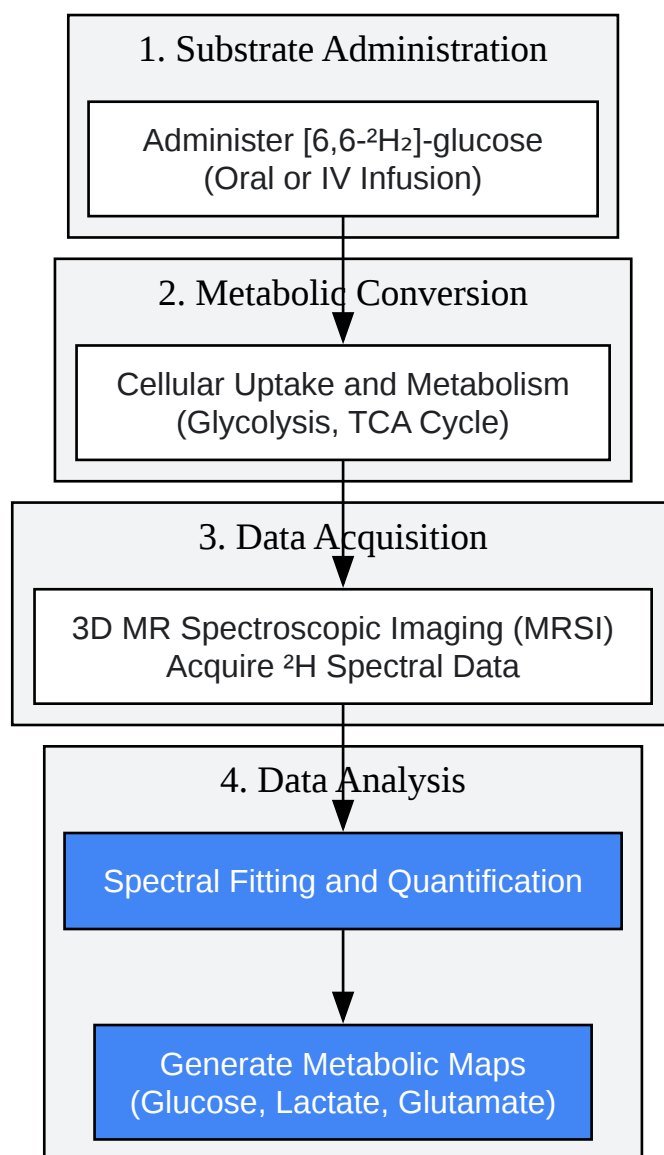 1. Substrate Administration
Administer [6,6-²H₂]-glucose
(Oral or IV Infusion)
2. Metabolic Conversion
Cellular Uptake and Metabolism
(Glycolysis, TCA Cycle)
3. Data Acquisition
3D MR Spectroscopic Imaging (MRSI)
Acquire ²H Spectral Data
4. Data Analysis
Spectral Fitting and Quantification
Generate Metabolic Maps
(Glucose, Lactate, Glutamate)